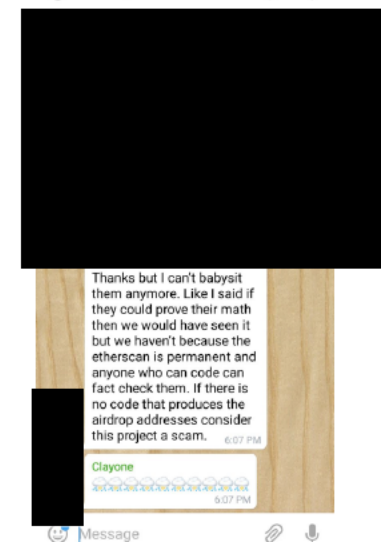 Thanks but I can't babysit
them anymore. Like I said if
they could prove their math
then we would have seen it
but we haven't because the
etherscan is permanent and
anyone who can code can
fact check them. If there is
no code that produces the
airdrop addresses consider
this project a scam. 6:07 PM
Clayone
6:07 PM
Message